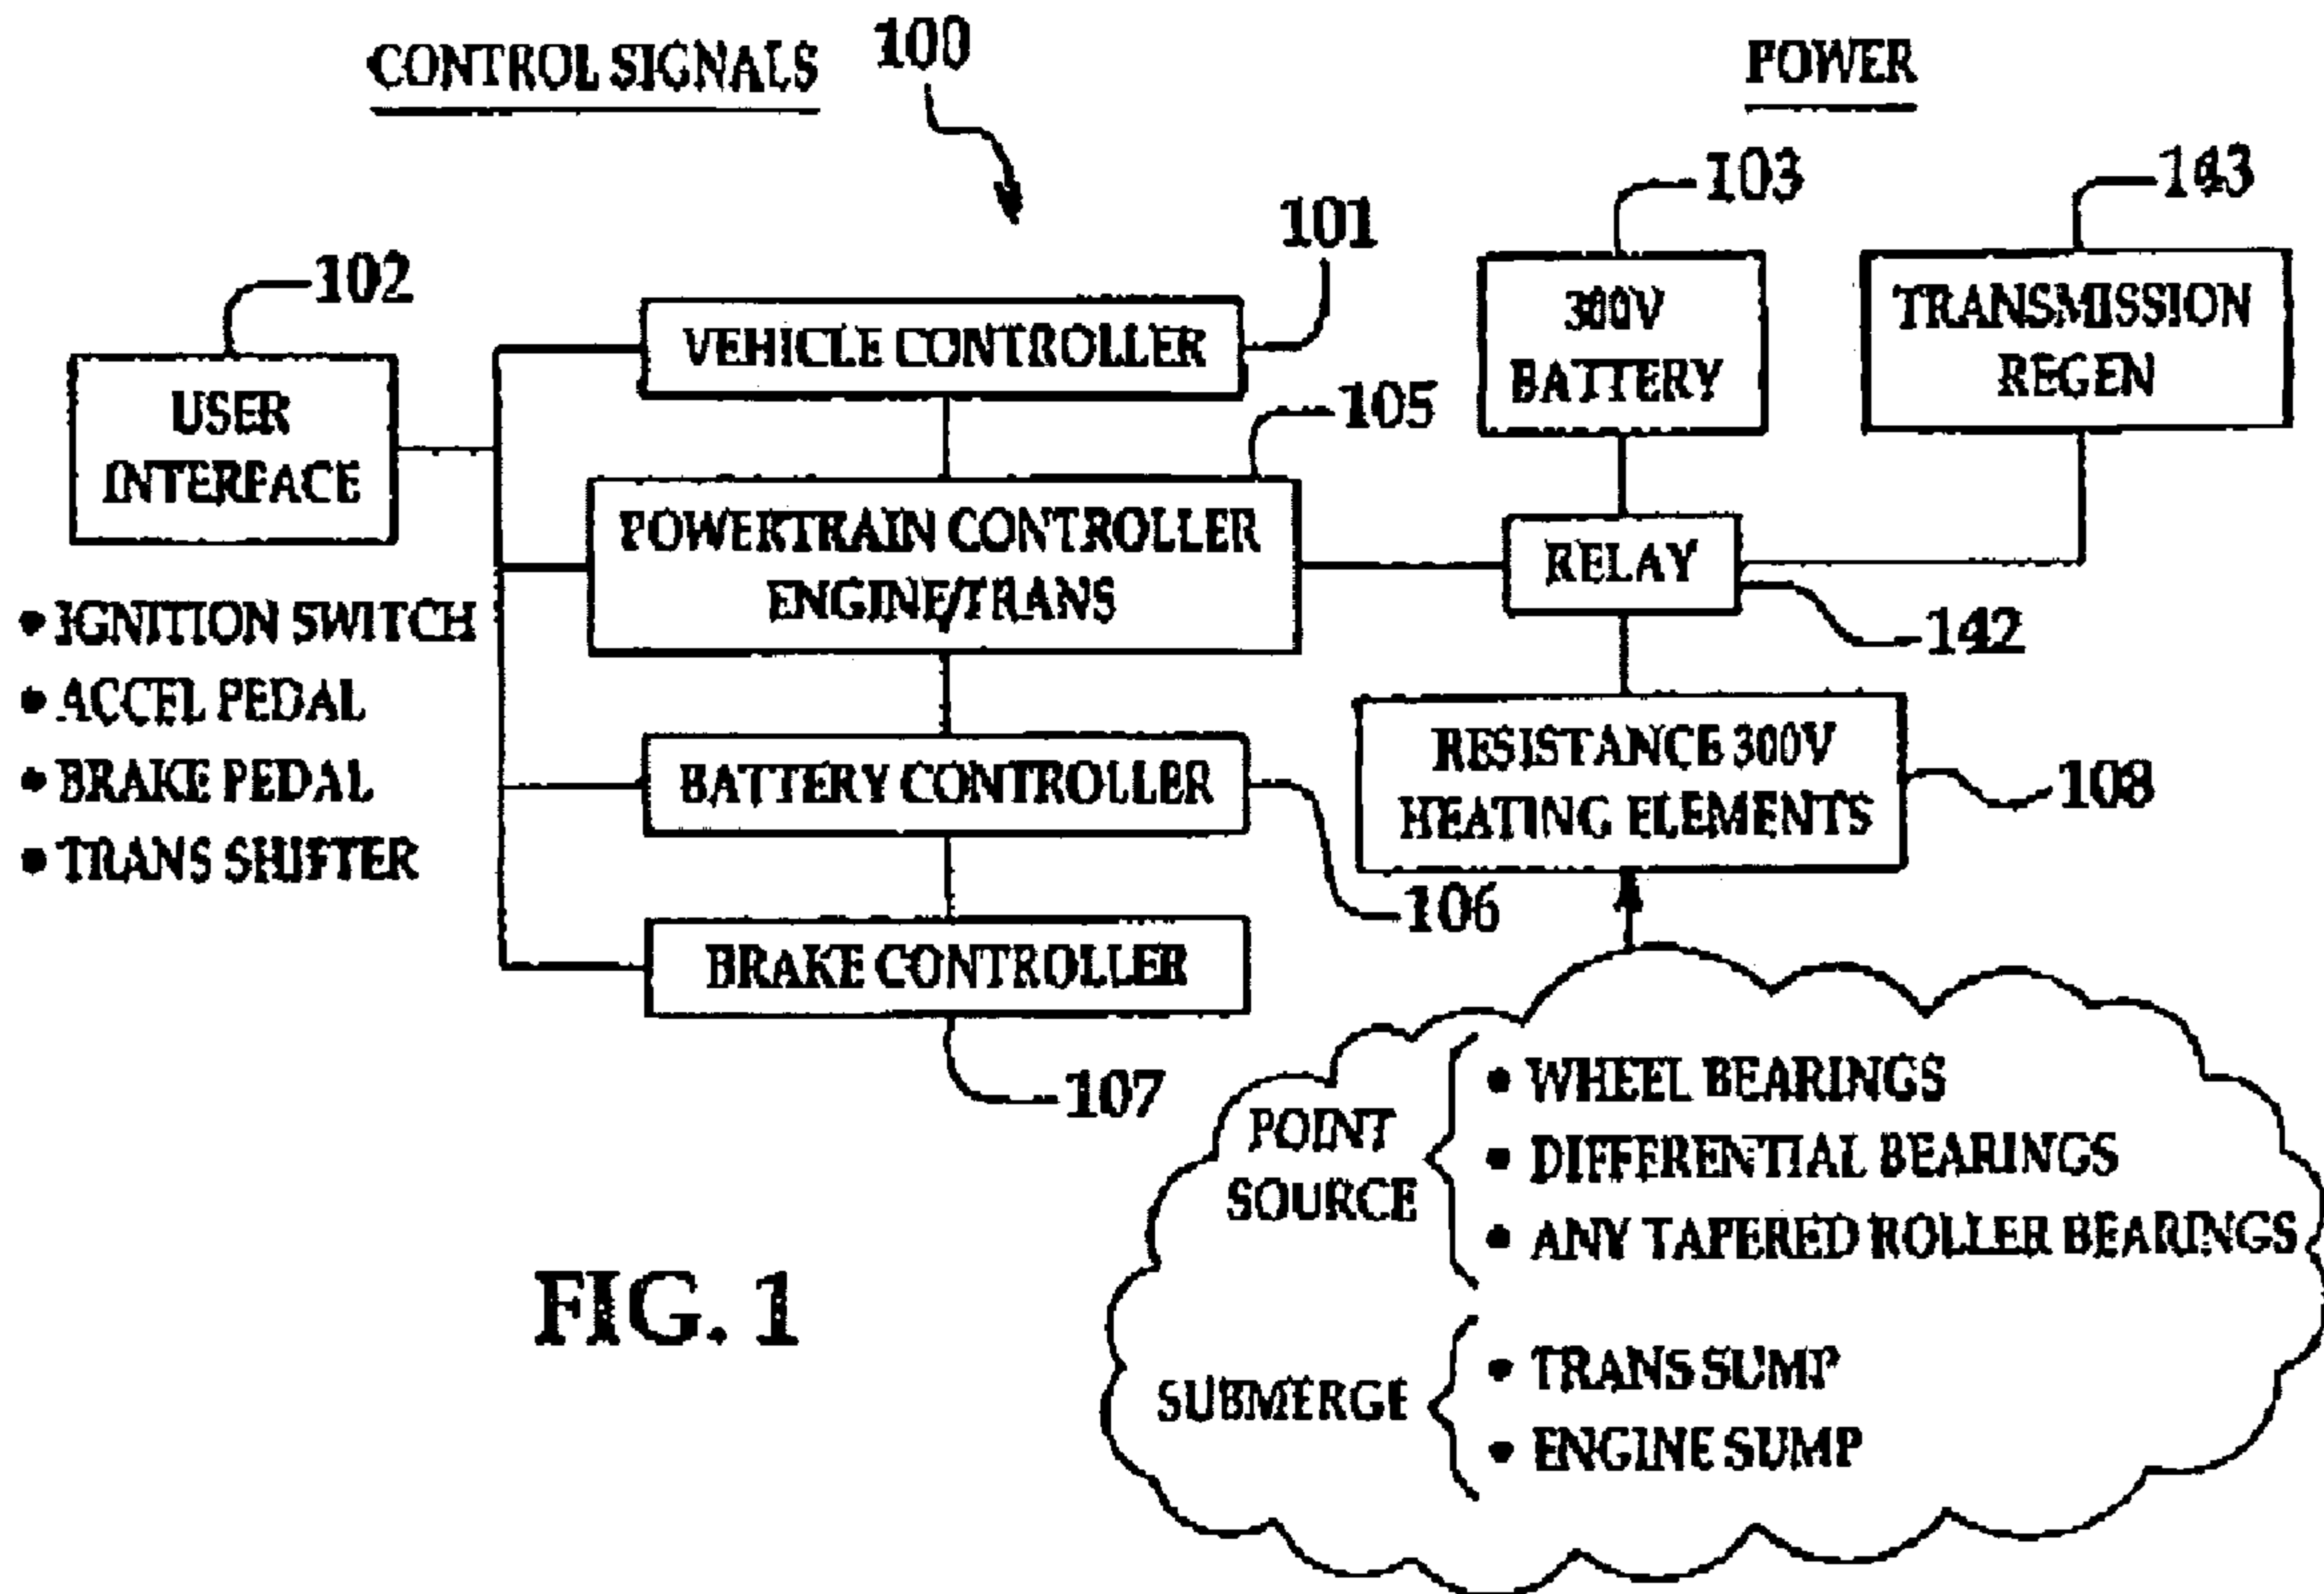 CONTROL SIGNALS
100
POWER
103
143
101
102
VEHICLE CONTROLLER
300V
BATTERY
TRANSMISSION
REGEN
USER
INTERFACE
105
POWERTRAIN CONTROLLER
ENGINE/TRANS
RELAY
142
• IGNITION SWITCH
• ACCEL PEDAL
• BRAKE PEDAL
• TRANS SHIFTER
BATTERY CONTROLLER
RESISTANCE 300V
HEATING ELEMENTS
108
106
BRAKE CONTROLLER
107
POINT
SOURCE
• WHEEL BEARINGS
• DIFFERENTIAL BEARINGS
• ANY TAPERED ROLLER BEARINGS
SUBMERGE
• TRANS SUMP
• ENGINE SUMP
FIG. 1